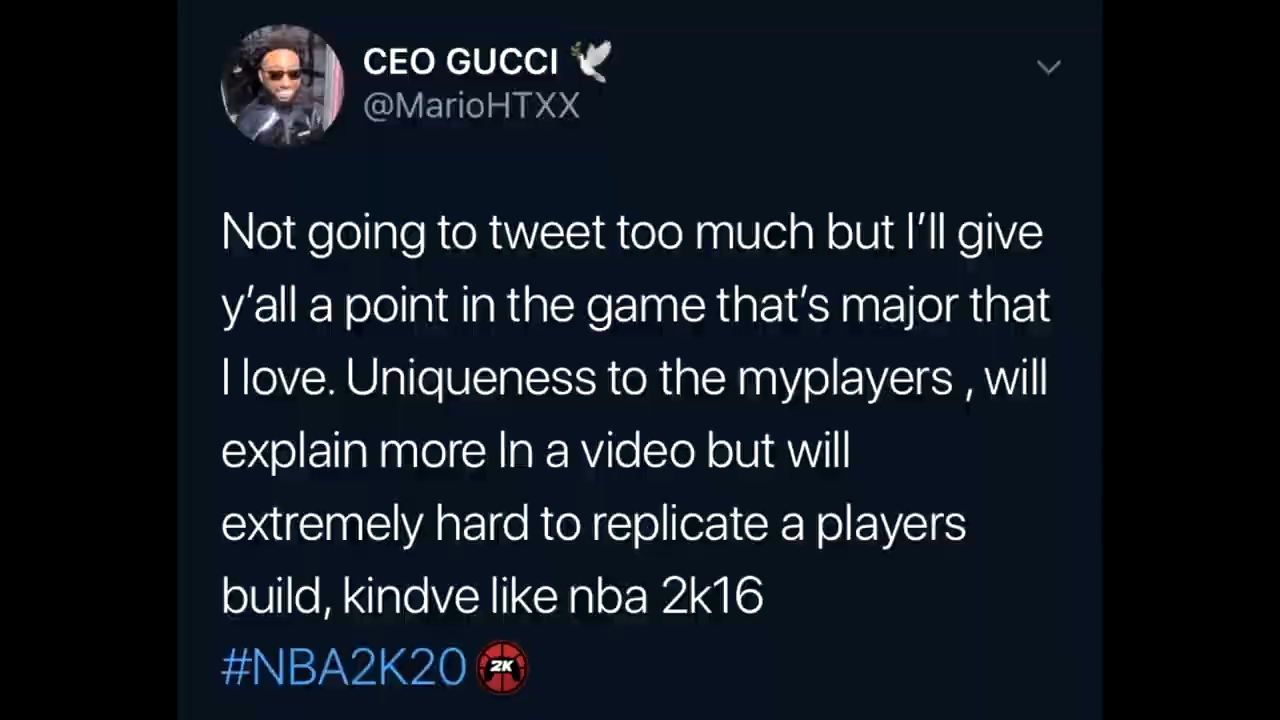 CEO GUCCI 🕊
@MarioHTXX
Not going to tweet too much but I’ll give
y’all a point in the game that’s major that
I love. Uniqueness to the myplayers , will
explain more In a video but will
extremely hard to replicate a players
build, kindve like nba 2k16
#NBA2K20 2K